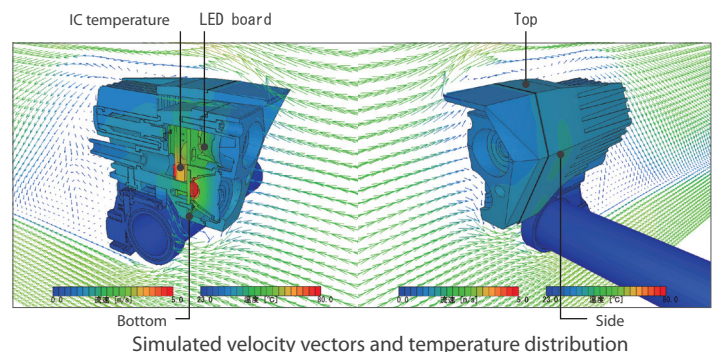 IC temperature
LED board
Top
0.0 流速 [m/s] 5.0
23.0 温度 [℃] 80.0
0.0 流速 [m/s] 5.0
23.0 温度 [℃] 80.0
Bottom
Side
Simulated velocity vectors and temperature distribution